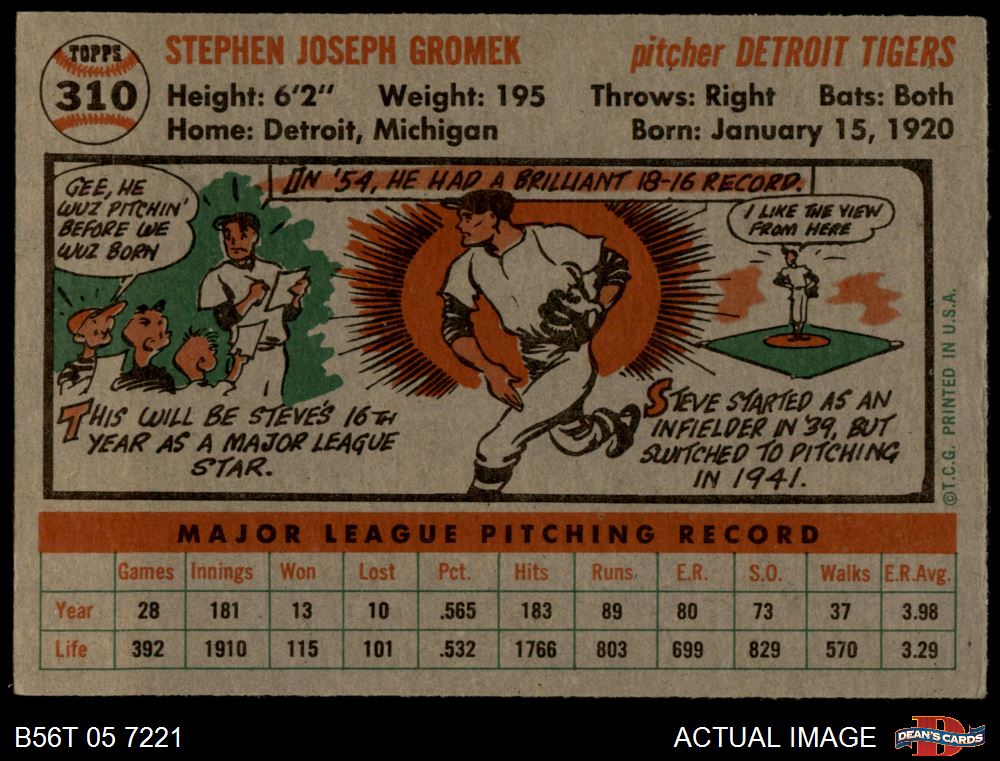 TOPPS
310
STEPHEN JOSEPH GROMEK
pitcher DETROIT TIGERS
Height: 6'2" Weight: 195 Throws: Right Bats: Both
Home: Detroit, Michigan Born: January 15, 1920
GEE, HE
WUZ PITCHIN'
BEFORE WE
WUZ BORN
IN '54, HE HAD A BRILLIANT 18-16 RECORD.
I LIKE THE VIEW
FROM HERE
THIS WILL BE STEVE'S 16TH
YEAR AS A MAJOR LEAGUE
STAR.
STEVE STARTED AS AN
INFIELDER IN '39, BUT
SWITCHED TO PITCHING
IN 1941.
©T.C.G. PRINTED IN U.S.A.
MAJOR LEAGUE PITCHING RECORD
Games Innings Won Lost Pct. Hits Runs E.R. S.O. Walks E.R.Avg.
Year 28 181 13 10 .565 183 89 80 73 37 3.98
Life 392 1910 115 101 .532 1766 803 699 829 570 3.29
B56T 05 7221
ACTUAL IMAGE
D
DEAN'S CARDS